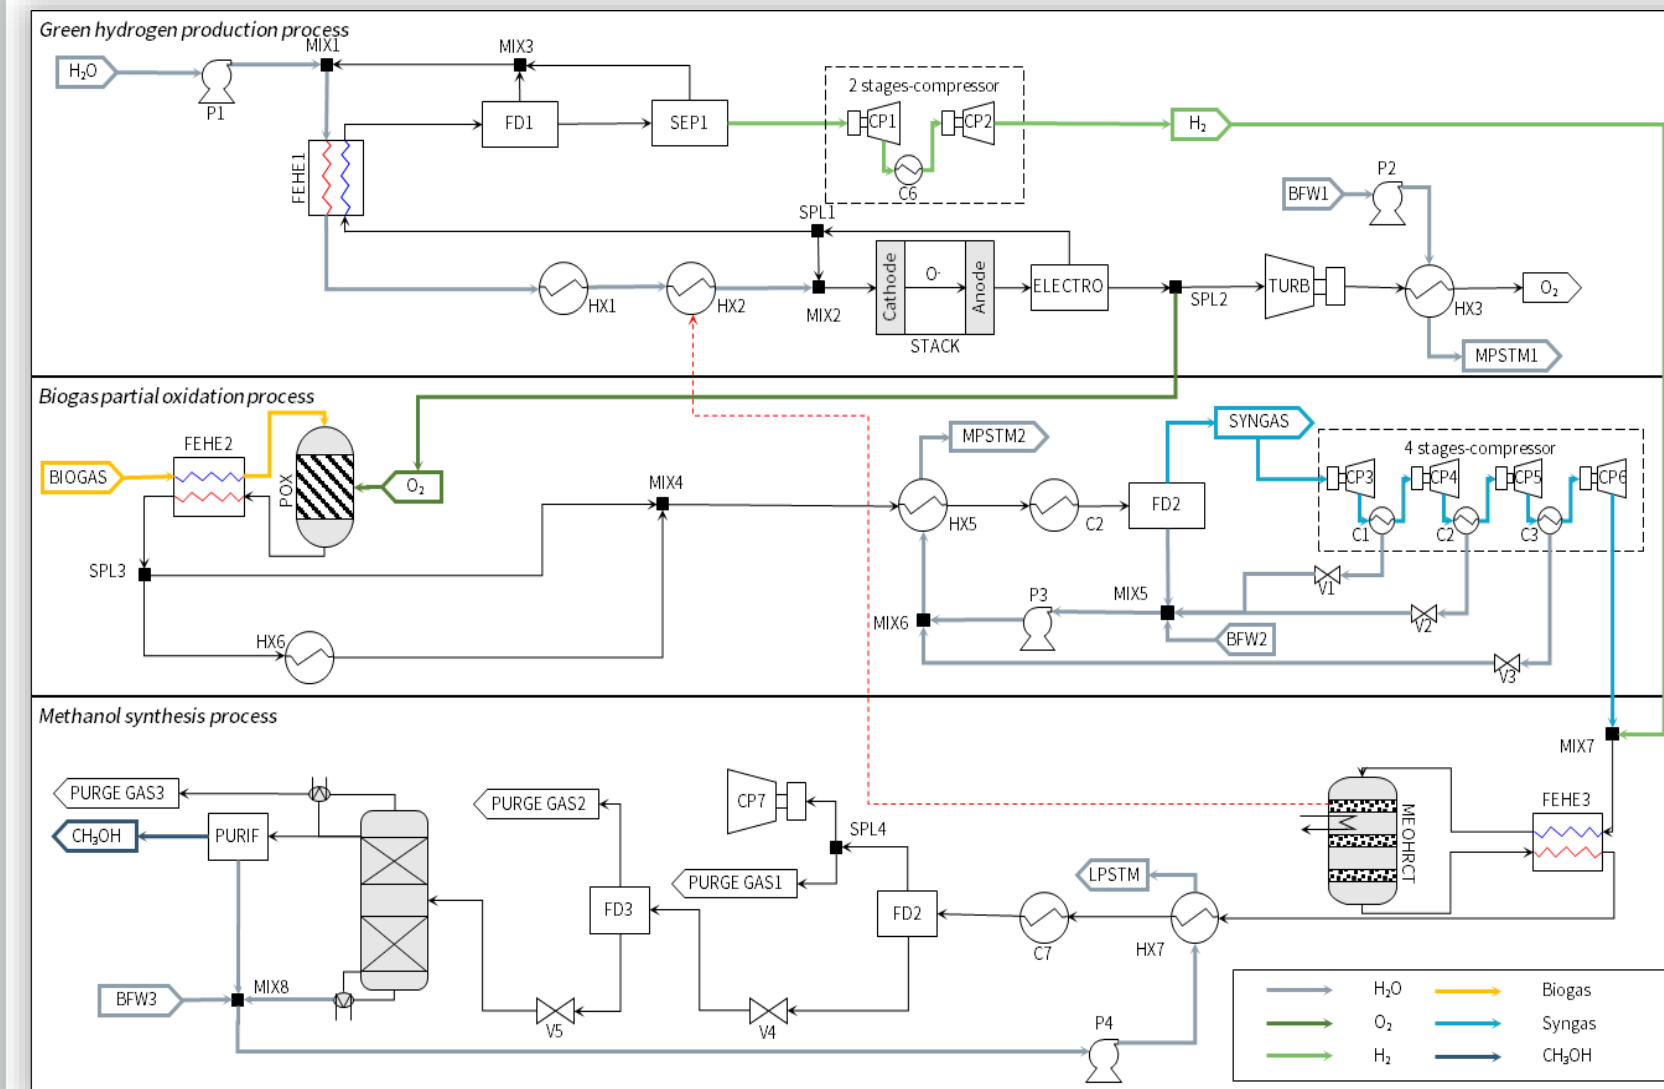 Green hydrogen production process
H₂O
P1
MIX1
MIX3
FD1
SEP1
2 stages-compressor
CP1
CP2
C6
H₂
FEHE1
SPL1
BFW1
P2
HX1
HX2
MIX2
Cathode
O⁻
Anode
STACK
ELECTRO
SPL2
TURB
HX3
O₂
MPSTM1
Biogas partial oxidation process
FEHE2
BIOGAS
POX
O₂
MIX4
MPSTM2
HX5
C2
FD2
SYNGAS
4 stages-compressor
CP3
CP4
CP5
CP6
C1
C2
C3
SPL3
HX6
V1
V2
V3
P3
MIX5
MIX6
BFW2
Methanol synthesis process
MIX7
PURGE GAS3
CH₃OH
PURIF
PURGE GAS2
CP7
SPL4
PURGE GAS1
MEOHRCT
FEHE3
LPSTM
FD3
FD2
C7
HX7
BFW3
MIX8
V5
V4
P4
H₂O
Biogas
O₂
Syngas
H₂
CH₃OH